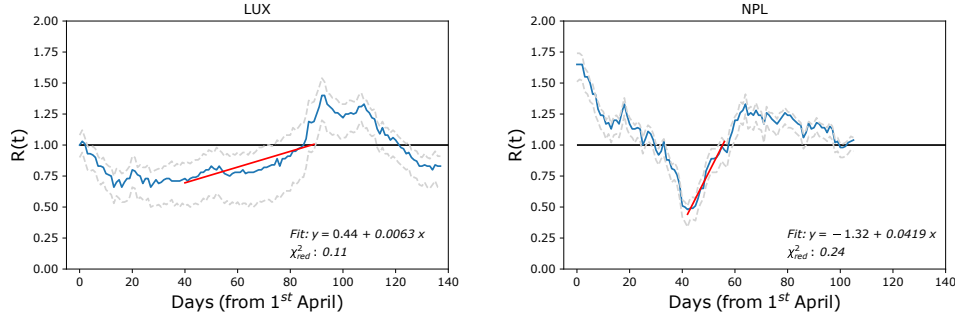 LUX
2.00
1.75
1.50
1.25
1.00
0.75
0.50
0.25
0.00
R(t)
0 20 40 60 80 100 120 140
Days (from 1st April)
Fit: y = 0.44 + 0.0063 x
χ²red : 0.11
NPL
2.00
1.75
1.50
1.25
1.00
0.75
0.50
0.25
0.00
R(t)
0 20 40 60 80 100 120 140
Days (from 1st April)
Fit: y = −1.32 + 0.0419 x
χ²red : 0.24